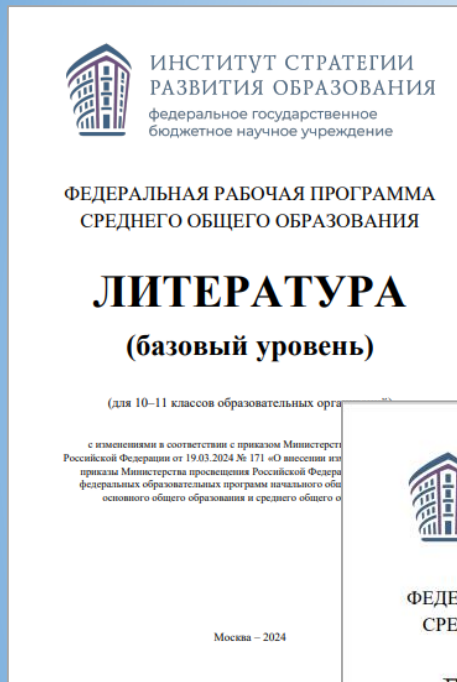 ИНСТИТУТ СТРАТЕГИИ
РАЗВИТИЯ ОБРАЗОВАНИЯ
федеральное государственное
бюджетное научное учреждение
ФЕДЕРАЛЬНАЯ РАБОЧАЯ ПРОГРАММА
СРЕДНЕГО ОБЩЕГО ОБРАЗОВАНИЯ
ЛИТЕРАТУРА
(базовый уровень)
(для 10–11 классов образовательных орга
с изменениями в соответствии с приказом Министерст
Российской Федерации от 19.03.2024 № 171 «О внесении из
приказы Министерства просвещения Российской Федера
федеральных образовательных программ начального общ
основного общего образования и среднего общего о
Москва – 2024
ФЕДЕ
СРЕ